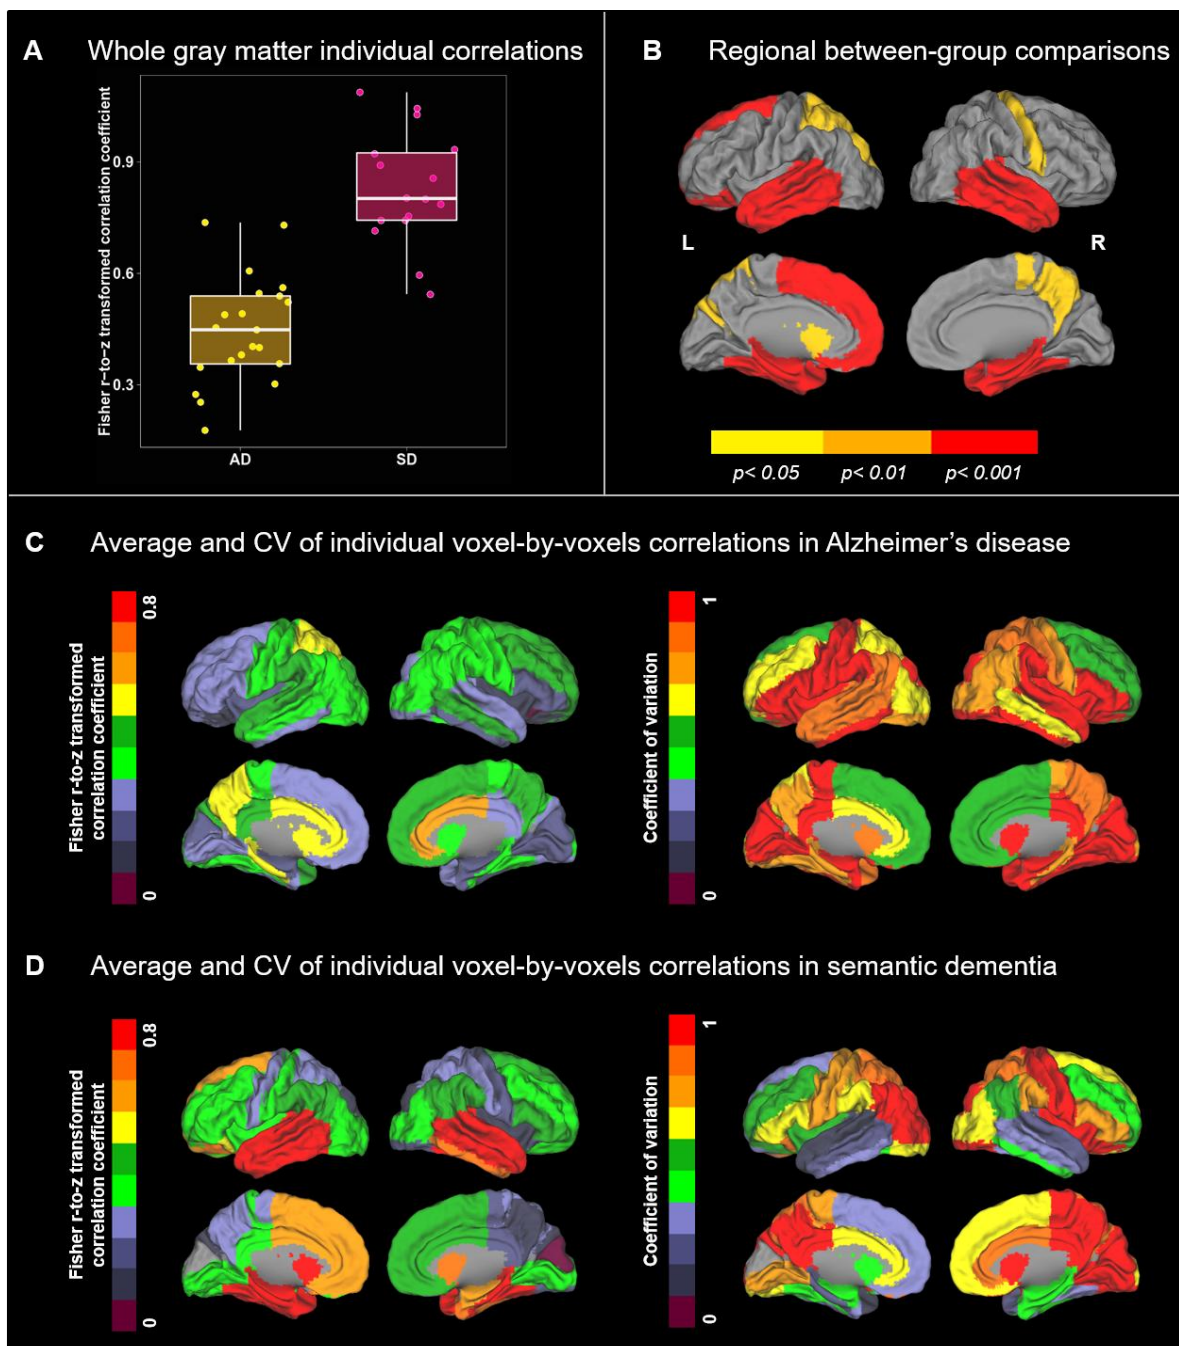 A Whole gray matter individual correlations
Fisher r-to-z transformed correlation coefficient
0.9
0.6
0.3
AD SD
B Regional between-group comparisons
L R
p< 0.05 p< 0.01 p< 0.001
C Average and CV of individual voxel-by-voxels correlations in Alzheimer's disease
Fisher r-to-z transformed
correlation coefficient
0.8
0
Coefficient of variation
1
0
D Average and CV of individual voxel-by-voxels correlations in semantic dementia
Fisher r-to-z transformed
correlation coefficient
0.8
0
Coefficient of variation
1
0